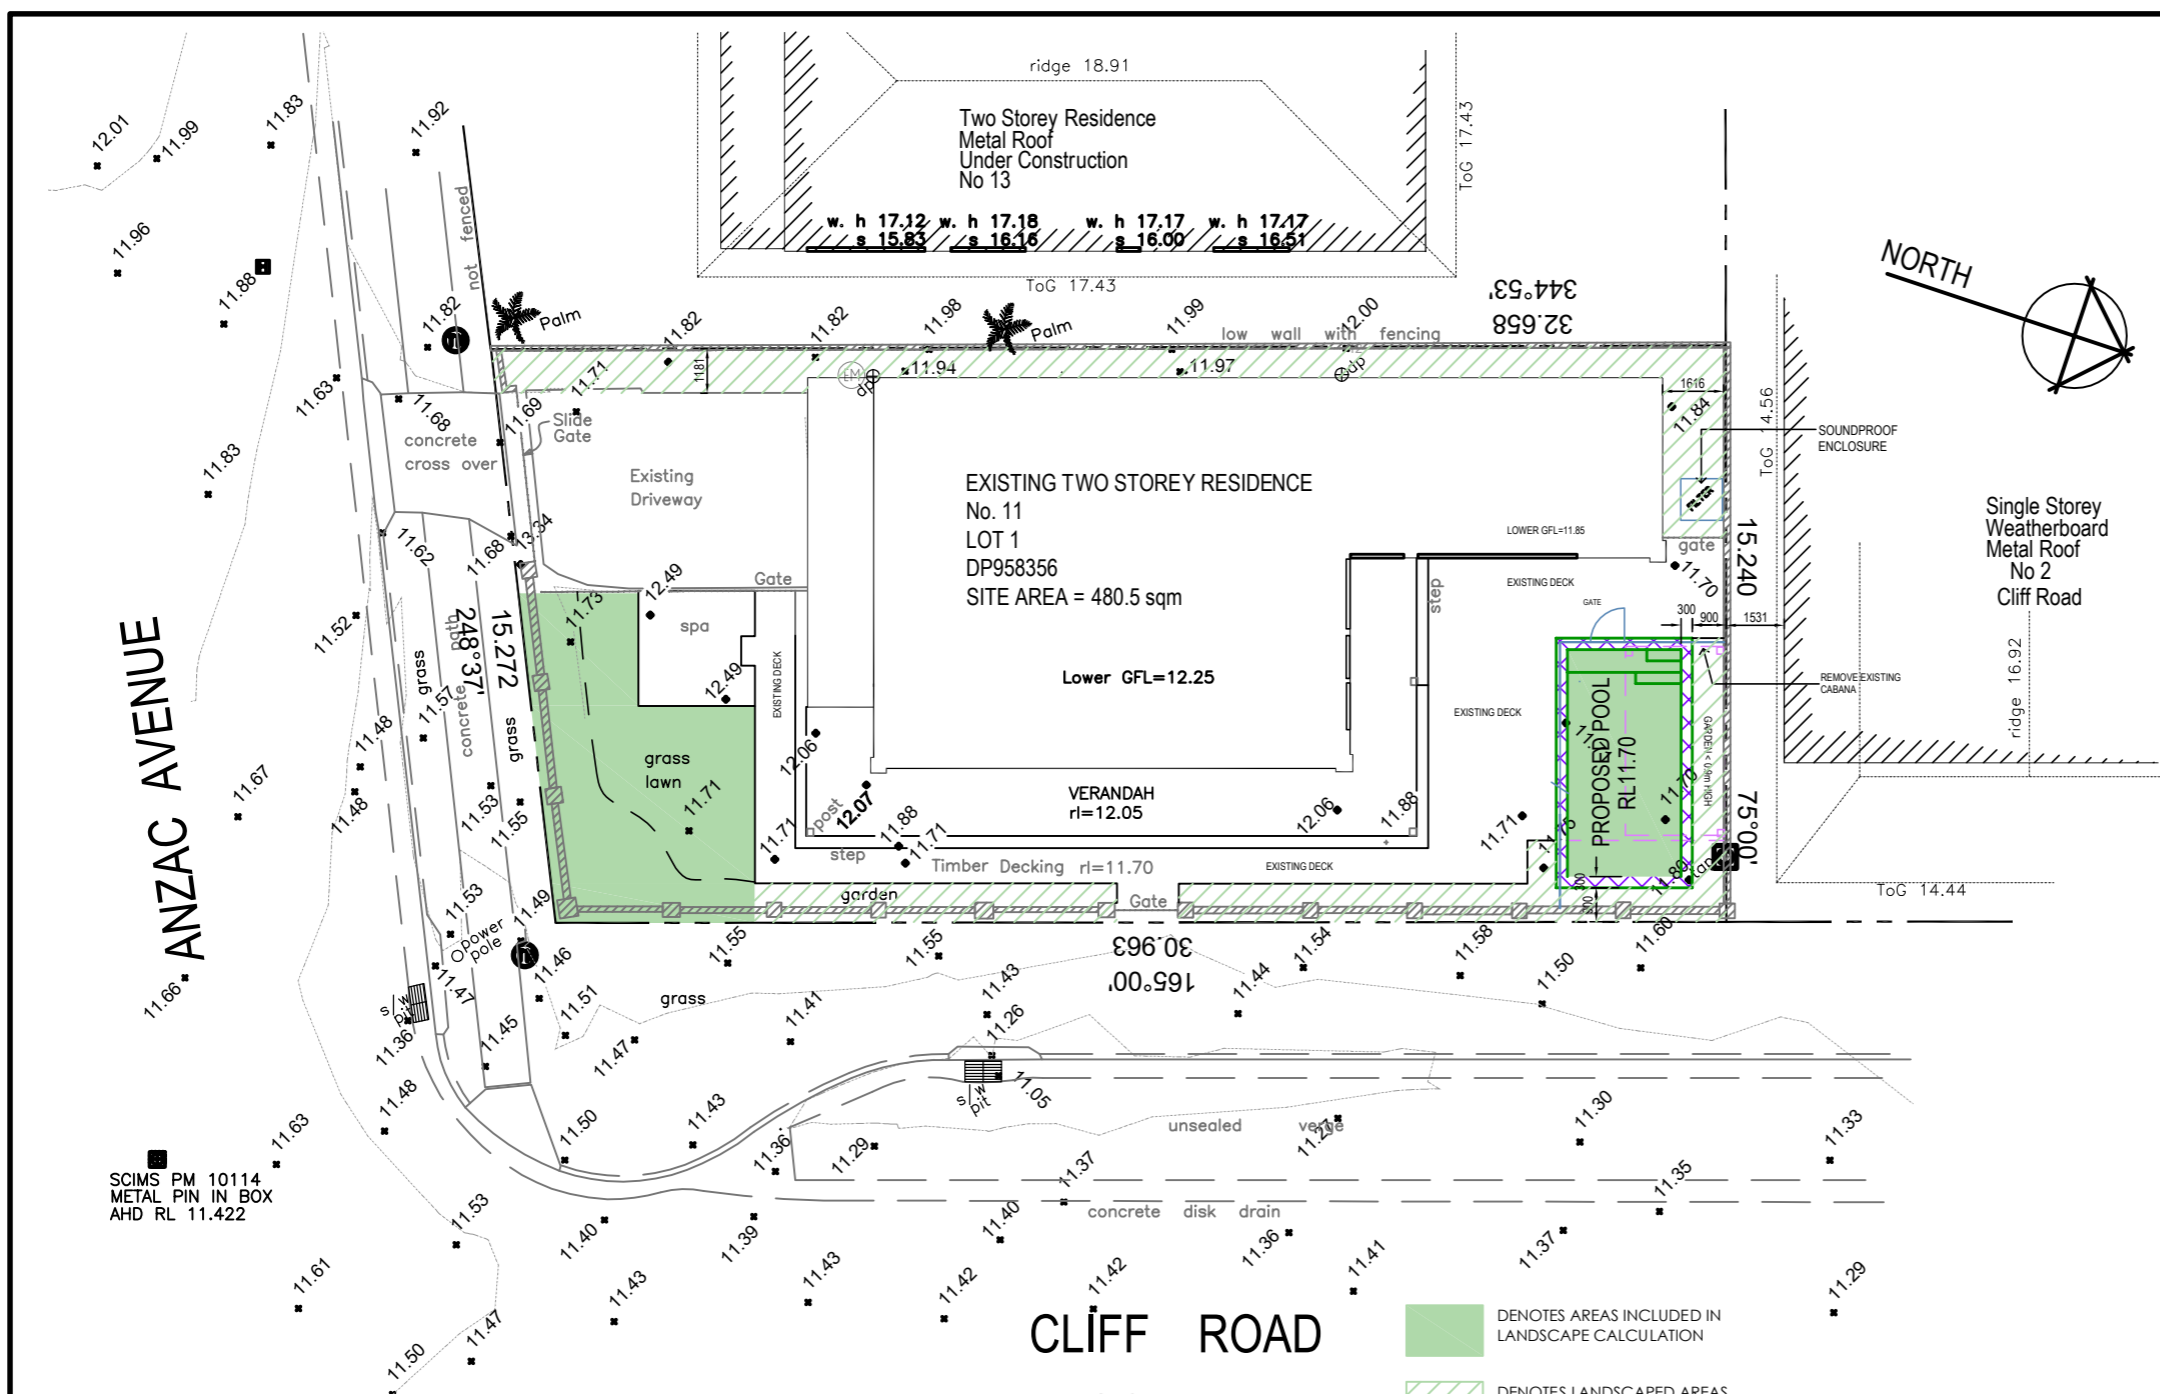 ridge 18.91
Two Storey Residence
Metal Roof
Under Construction
No 13
ToG 17.43
w. h 17.12
s 15.83
w. h 17.18
s 16.16
w. h 17.17
s 16.00
w. h 17.17
s 16.51
ToG 17.43
344°53'
32.658
NORTH
12.01
11.99
11.83
11.92
11.96
11.88
not fenced
11.82
Palm
11.82
11.82
11.98
Palm
11.99
12.00
low wall with fencing
11.63
11.71
1181
EM
dp
11.94
11.97
dp
1616
11.84
ToG 14.56
SOUNDPROOF
ENCLOSURE
11.68
11.69
Slide
Gate
concrete
cross over
11.83
Existing
Driveway
EXISTING TWO STOREY RESIDENCE
No. 11
LOT 1
DP958356
SITE AREA = 480.5 sqm
FILTER
LOWER GFL=11.85
gate
15.240
Single Storey
Weatherboard
Metal Roof
No 2
Cliff Road
11.62
11.68
13.34
Gate
12.49
11.73
spa
step
EXISTING DECK
GATE
11.70
300
900
1531
11.52
ANZAC AVENUE
grass
concrete path
248°37'
15.272
11.57
grass
12.49
EXISTING DECK
Lower GFL=12.25
EXISTING DECK
REMOVE EXISTING
CABANA
ridge 16.92
11.48
11.67
11.48
11.53
11.55
grass
lawn
11.71
12.06
post
12.07
VERANDAH
rl=12.05
12.06
11.88
PROPOSED POOL
RL11.70
11.70
GARDEN < 0.9m HIGH
75°00'
11.71
11.88
11.71
step
Timber Decking rl=11.70
EXISTING DECK
11.71
11.80
tap
300
ToG 14.44
garden
Gate
11.53
11.49
power
pole
11.47
11.66
s/w
pit
11.36
11.46
11.51
11.55
11.55
30.963
165°00'
11.54
11.58
11.60
11.50
grass
11.45
11.47
11.41
11.43
11.44
11.26
11.48
11.05
s/w
pit
11.63
11.50
11.43
11.36
11.29
unsealed verge
11.27
11.30
11.33
SCIMS PM 10114
METAL PIN IN BOX
AHD RL 11.422
11.53
11.40
11.39
11.37
11.40
concrete disk drain
11.36
11.37
11.35
11.61
11.43
11.43
11.42
11.42
11.41
11.29
11.47
11.50
CLIFF ROAD
DENOTES AREAS INCLUDED IN
LANDSCAPE CALCULATION
DENOTES LANDSCAPED AREAS